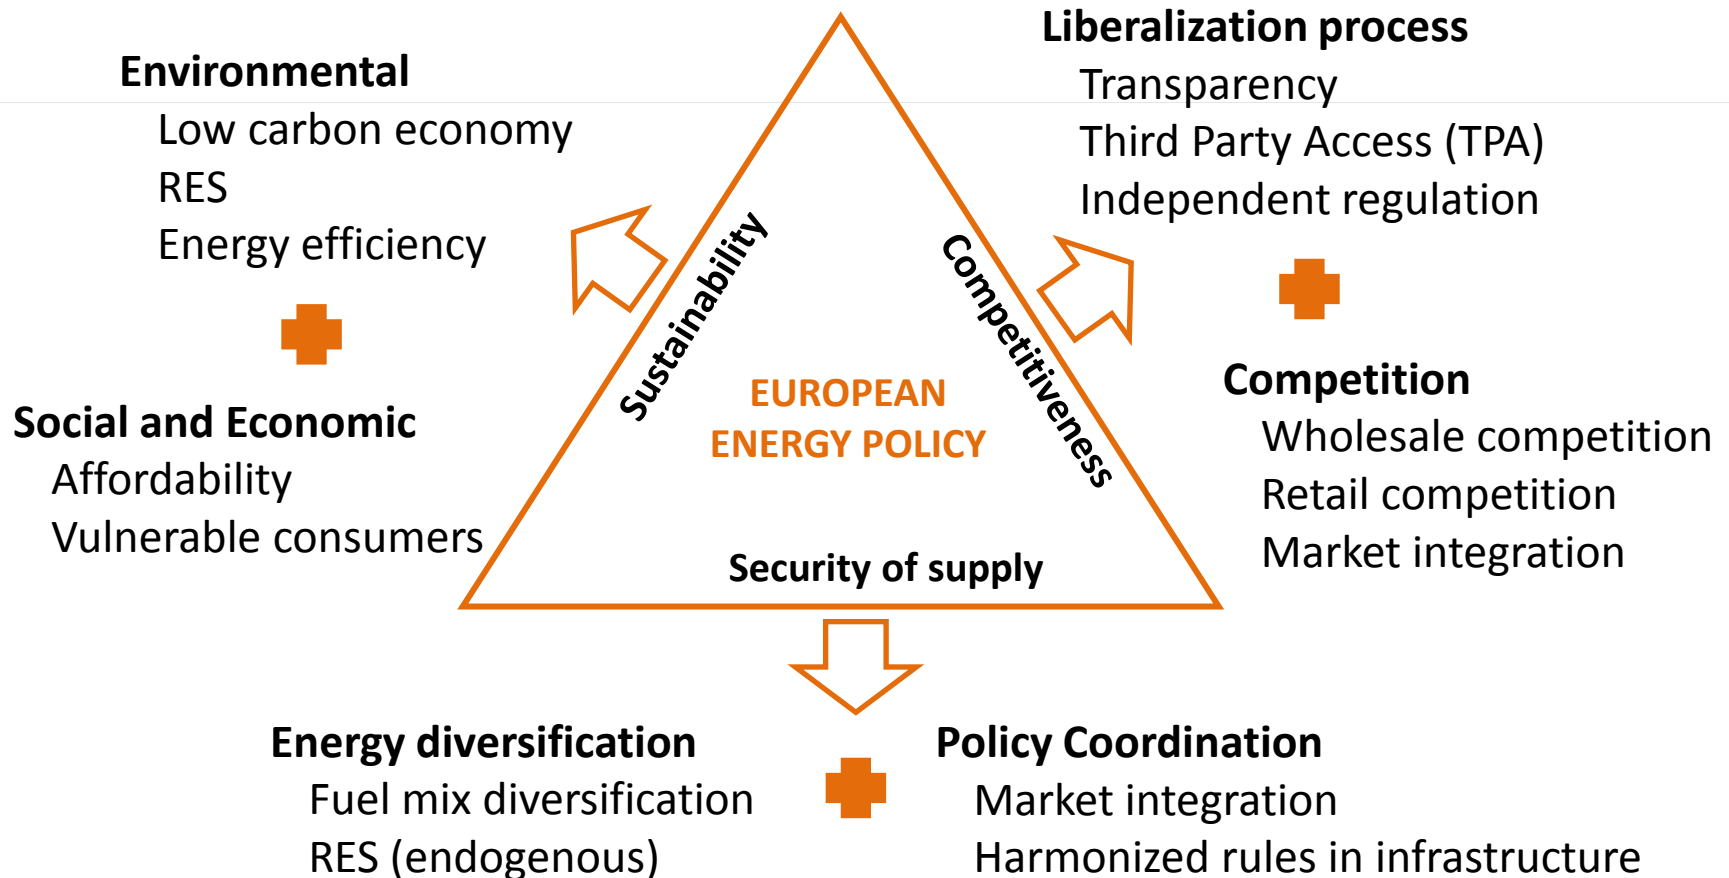 Environmental
Low carbon economy
RES
Energy efficiency
Social and Economic
Affordability
Vulnerable consumers
Sustainability
EUROPEAN
ENERGY POLICY
Competitiveness
Security of supply
Liberalization process
Transparency
Third Party Access (TPA)
Independent regulation
Competition
Wholesale competition
Retail competition
Market integration
Energy diversification
Fuel mix diversification
RES (endogenous)
Policy Coordination
Market integration
Harmonized rules in infrastructure